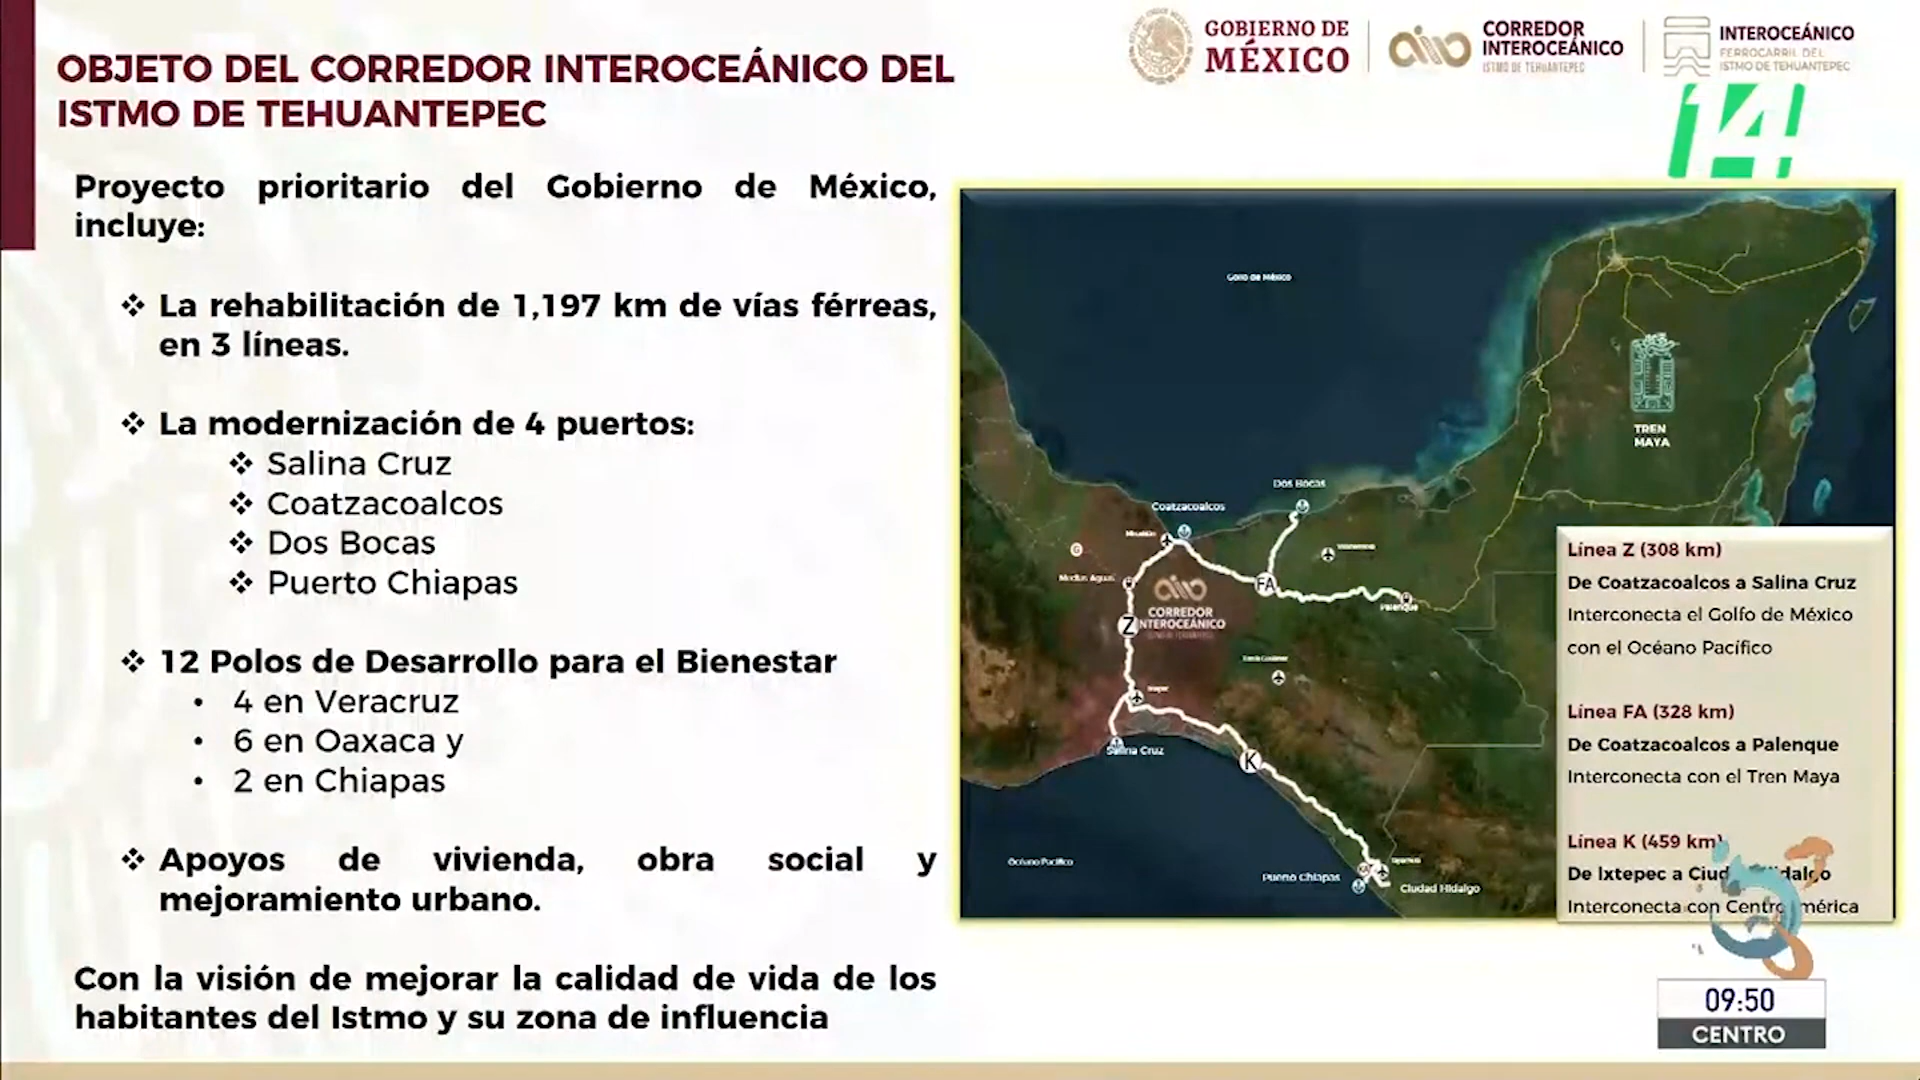 OBJETO DEL CORREDOR INTEROCEÁNICO DEL
ISTMO DE TEHUANTEPEC
GOBIERNO DE
MÉXICO
CORREDOR
INTEROCEÁNICO
ISTMO DE TEHUANTEPEC
INTEROCEÁNICO
FERROCARRIL DEL
ISTMO DE TEHUANTEPEC
14
Proyecto prioritario del Gobierno de México,
incluye:
La rehabilitación de 1,197 km de vías férreas,
en 3 líneas.
La modernización de 4 puertos:
Salina Cruz
Coatzacoalcos
Dos Bocas
Puerto Chiapas
12 Polos de Desarrollo para el Bienestar
4 en Veracruz
6 en Oaxaca y
2 en Chiapas
Apoyos de vivienda, obra social y
mejoramiento urbano.
Con la visión de mejorar la calidad de vida de los
habitantes del Istmo y su zona de influencia
Golfo de México
TREN
MAYA
Dos Bocas
Coatzacoalcos
Medias Aguas
FA
Palenque
CORREDOR
INTEROCEÁNICO
Z
Salina Cruz
K
Océano Pacífico
Puerto Chiapas
Ciudad Hidalgo
Línea Z (308 km)
De Coatzacoalcos a Salina Cruz
Interconecta el Golfo de México
con el Océano Pacífico
Línea FA (328 km)
De Coatzacoalcos a Palenque
Interconecta con el Tren Maya
Línea K (459 km)
De Ixtepec a Ciudad Hidalgo
Interconecta con Centroamérica
09:50
CENTRO